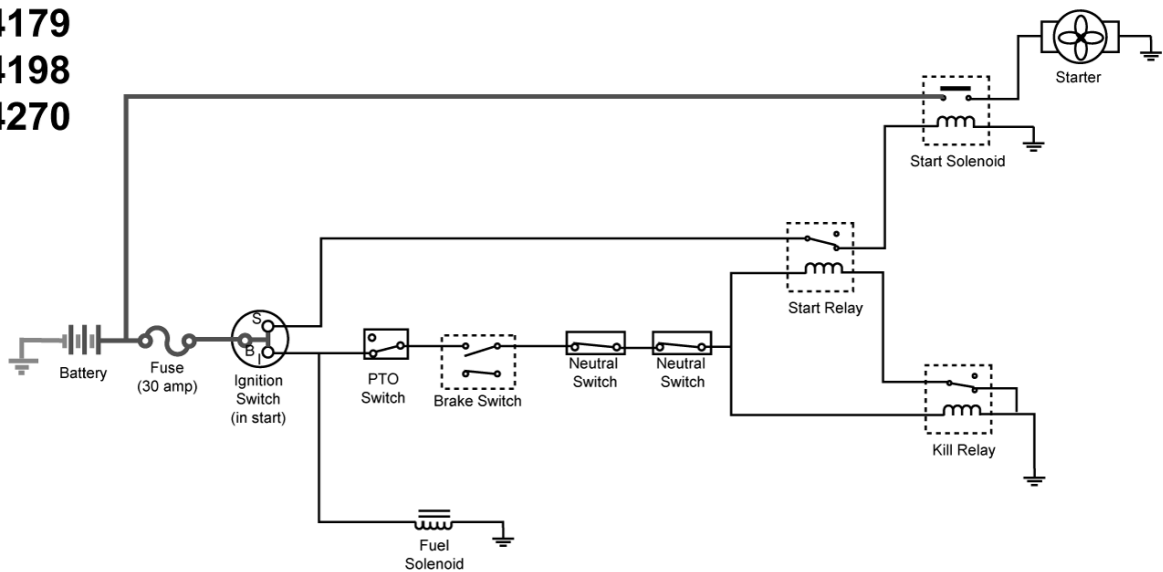 4179
4198
4270
Starter
Start Solenoid
Start Relay
S
B
I
Battery
Fuse
(30 amp)
Ignition
Switch
(in start)
PTO
Switch
Brake Switch
Neutral
Switch
Neutral
Switch
Kill Relay
Fuel
Solenoid